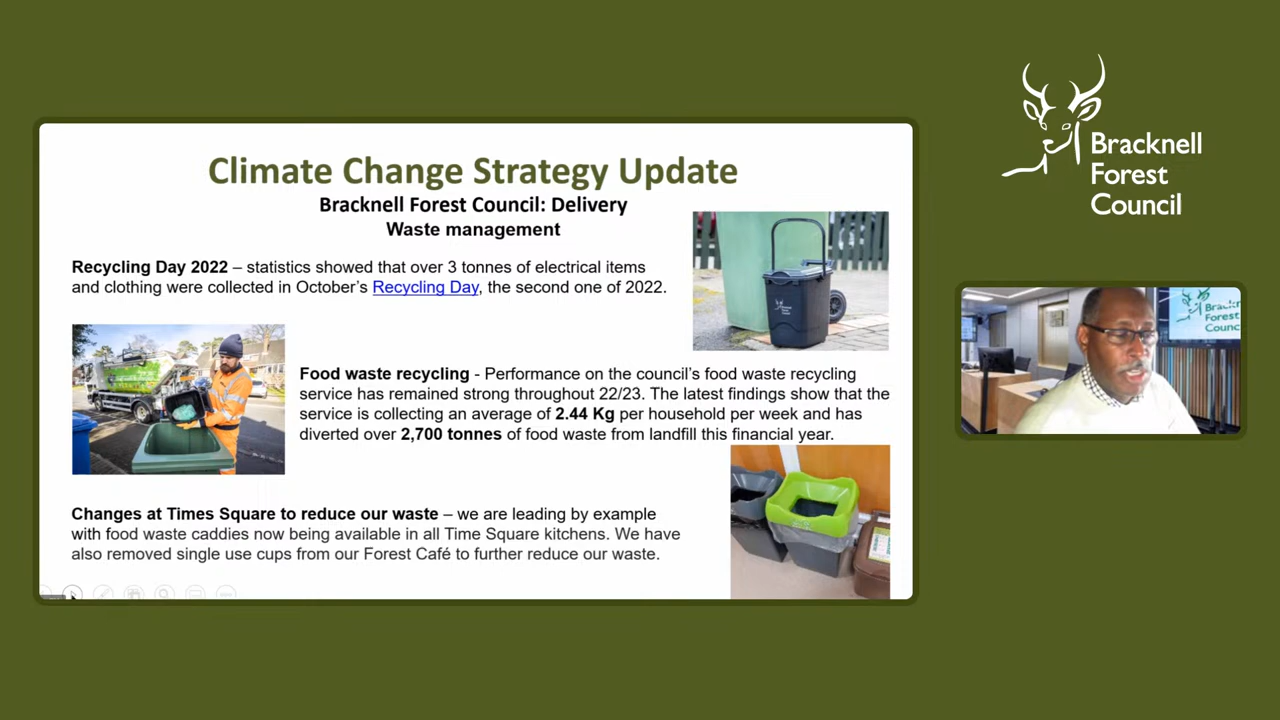 Climate Change Strategy Update
Bracknell Forest Council: Delivery
Waste management
Recycling Day 2022 – statistics showed that over 3 tonnes of electrical items
and clothing were collected in October's Recycling Day, the second one of 2022.
Food waste recycling - Performance on the council's food waste recycling
service has remained strong throughout 22/23. The latest findings show that the
service is collecting an average of 2.44 Kg per household per week and has
diverted over 2,700 tonnes of food waste from landfill this financial year.
Changes at Times Square to reduce our waste – we are leading by example
with food waste caddies now being available in all Time Square kitchens. We have
also removed single use cups from our Forest Café to further reduce our waste.
Bracknell
Forest
Council